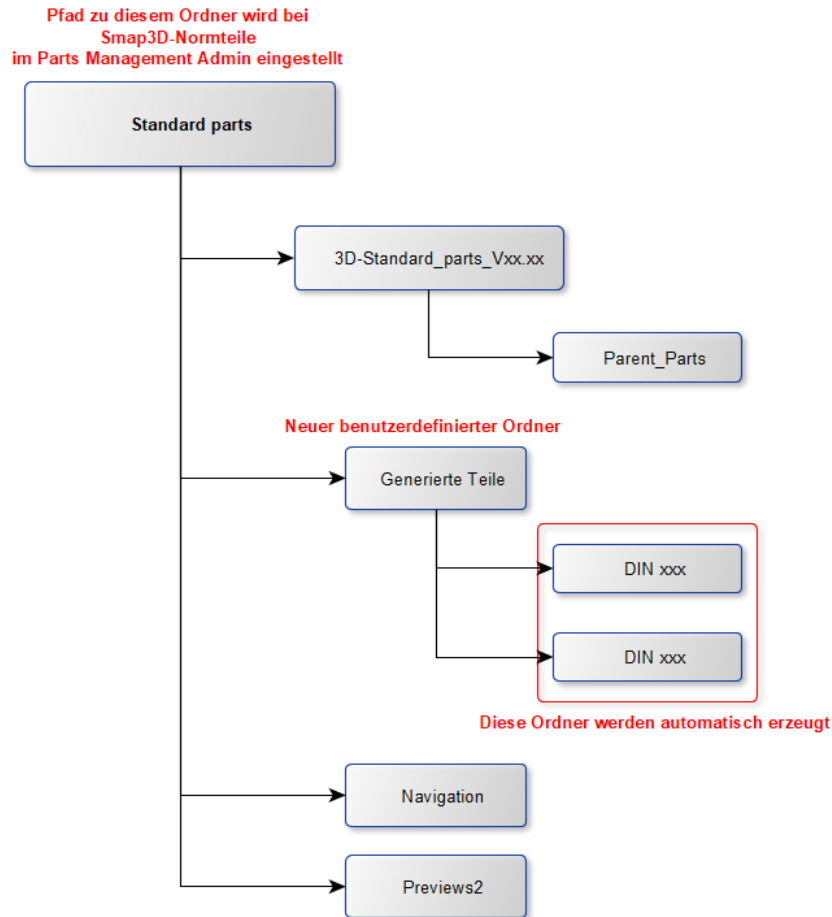 Pfad zu diesem Ordner wird bei
Smap3D-Normteile
im Parts Management Admin eingestellt
Standard parts
3D-Standard_parts_Vxx.xx
Parent_Parts
Neuer benutzerdefinierter Ordner
Generierte Teile
DIN xxx
DIN xxx
Diese Ordner werden automatisch erzeugt
Navigation
Previews2